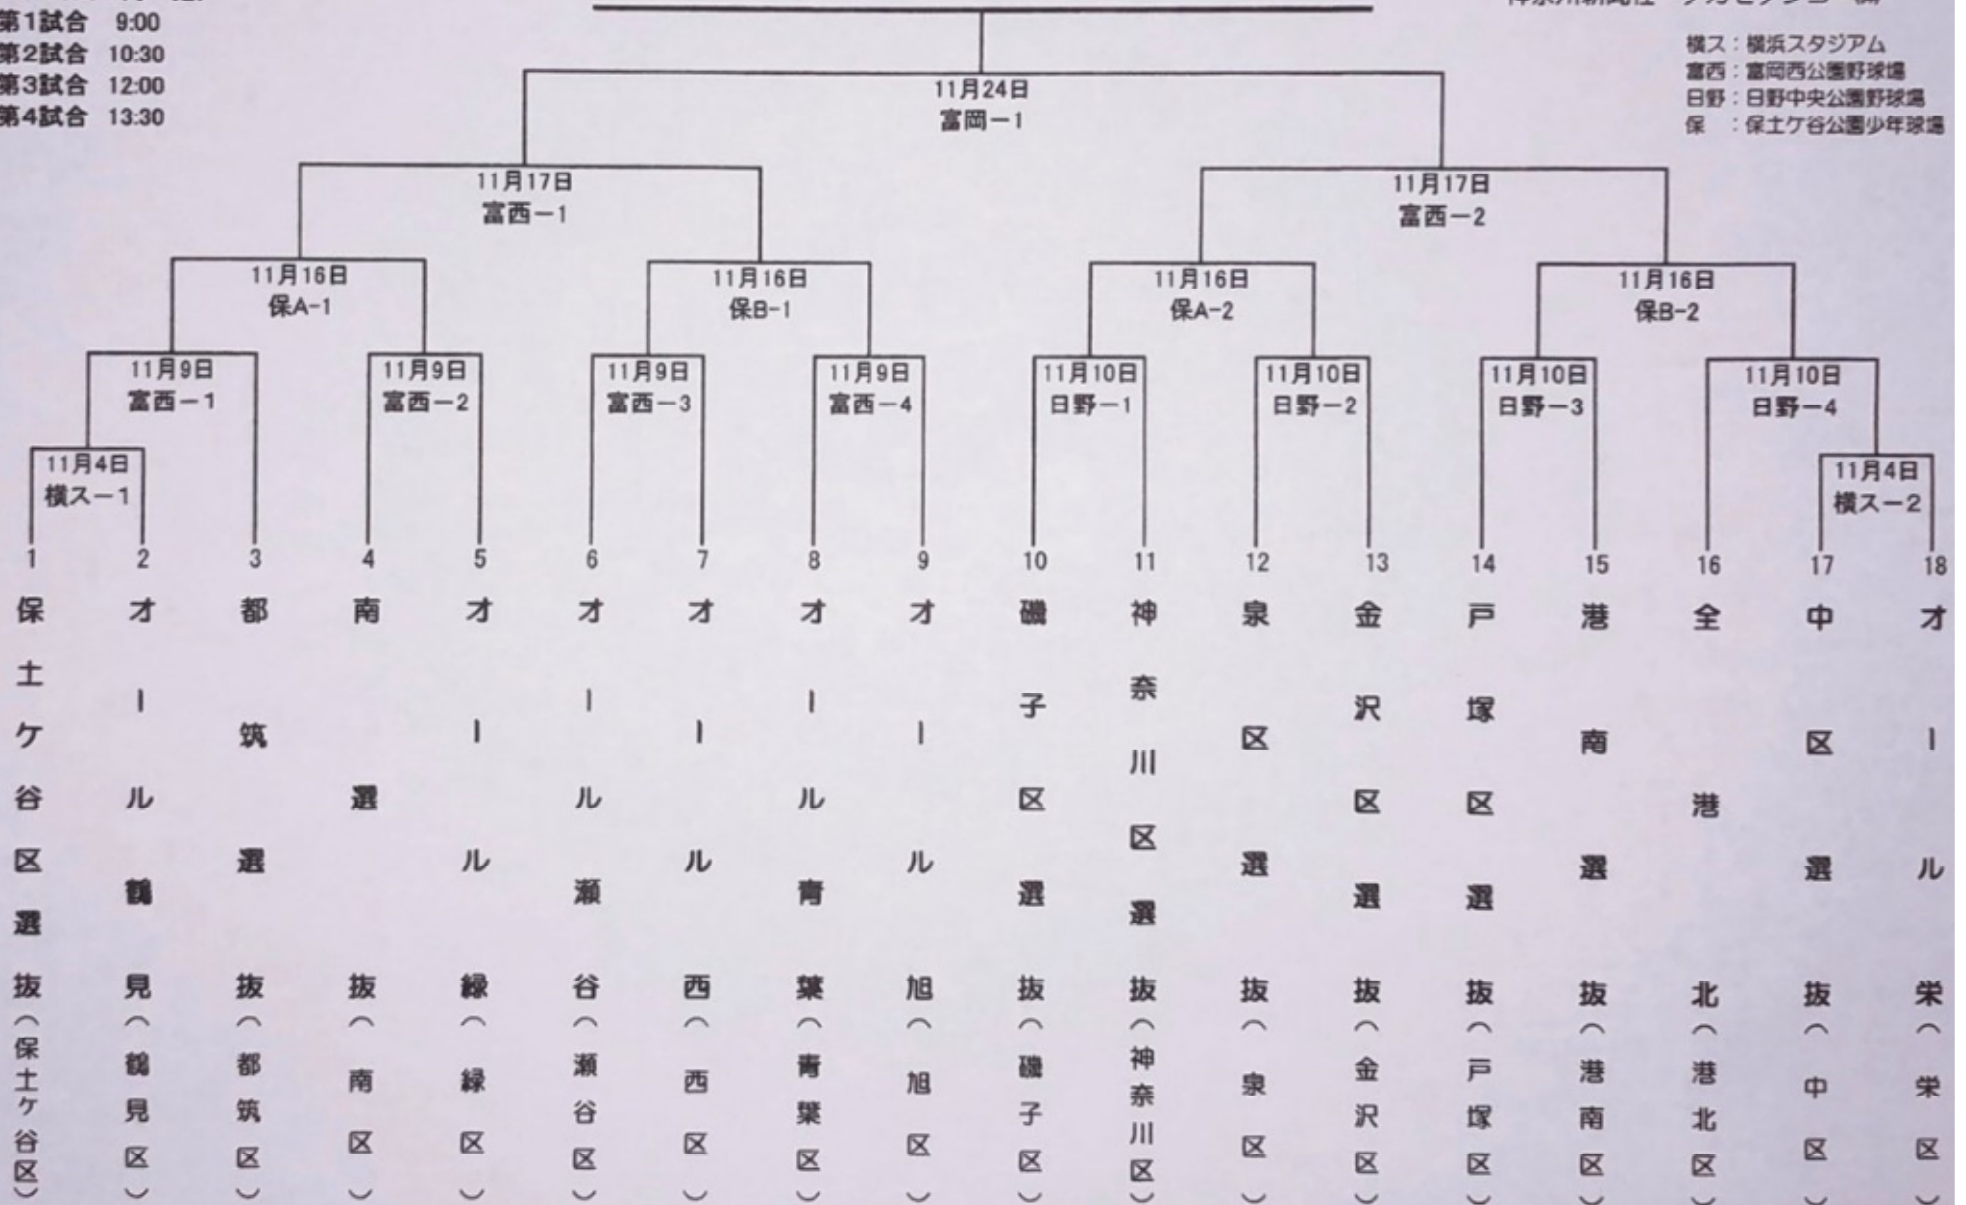 第1試合 9:00
第2試合 10:30
第3試合 12:00
第4試合 13:30
横ス：横浜スタジアム
富西：富岡西公園野球場
日野：日野中央公園野球場
保　：保土ケ谷公園少年球場
11月24日
富岡－1
11月17日
富西－1
11月17日
富西－2
11月16日
保A-1
11月16日
保B-1
11月16日
保A-2
11月16日
保B-2
11月9日
富西－1
11月9日
富西－2
11月9日
富西－3
11月9日
富西－4
11月10日
日野－1
11月10日
日野－2
11月10日
日野－3
11月10日
日野－4
11月4日
横ス－1
11月4日
横ス－2
1
保土ケ谷区選抜（保土ヶ谷区）
2
オール鶴見（鶴見区）
3
都筑選抜（都筑区）
4
南選抜（南区）
5
オール緑（緑区）
6
オール瀬谷（瀬谷区）
7
オール西（西区）
8
オール青葉（青葉区）
9
オール旭（旭区）
10
磯子区選抜（磯子区）
11
神奈川区選抜（神奈川区）
12
泉区選抜（泉区）
13
金沢区選抜（金沢区）
14
戸塚区選抜（戸塚区）
15
港南選抜（港南区）
16
全港北（港北区）
17
中区選抜（中区）
18
オール栄（栄区）